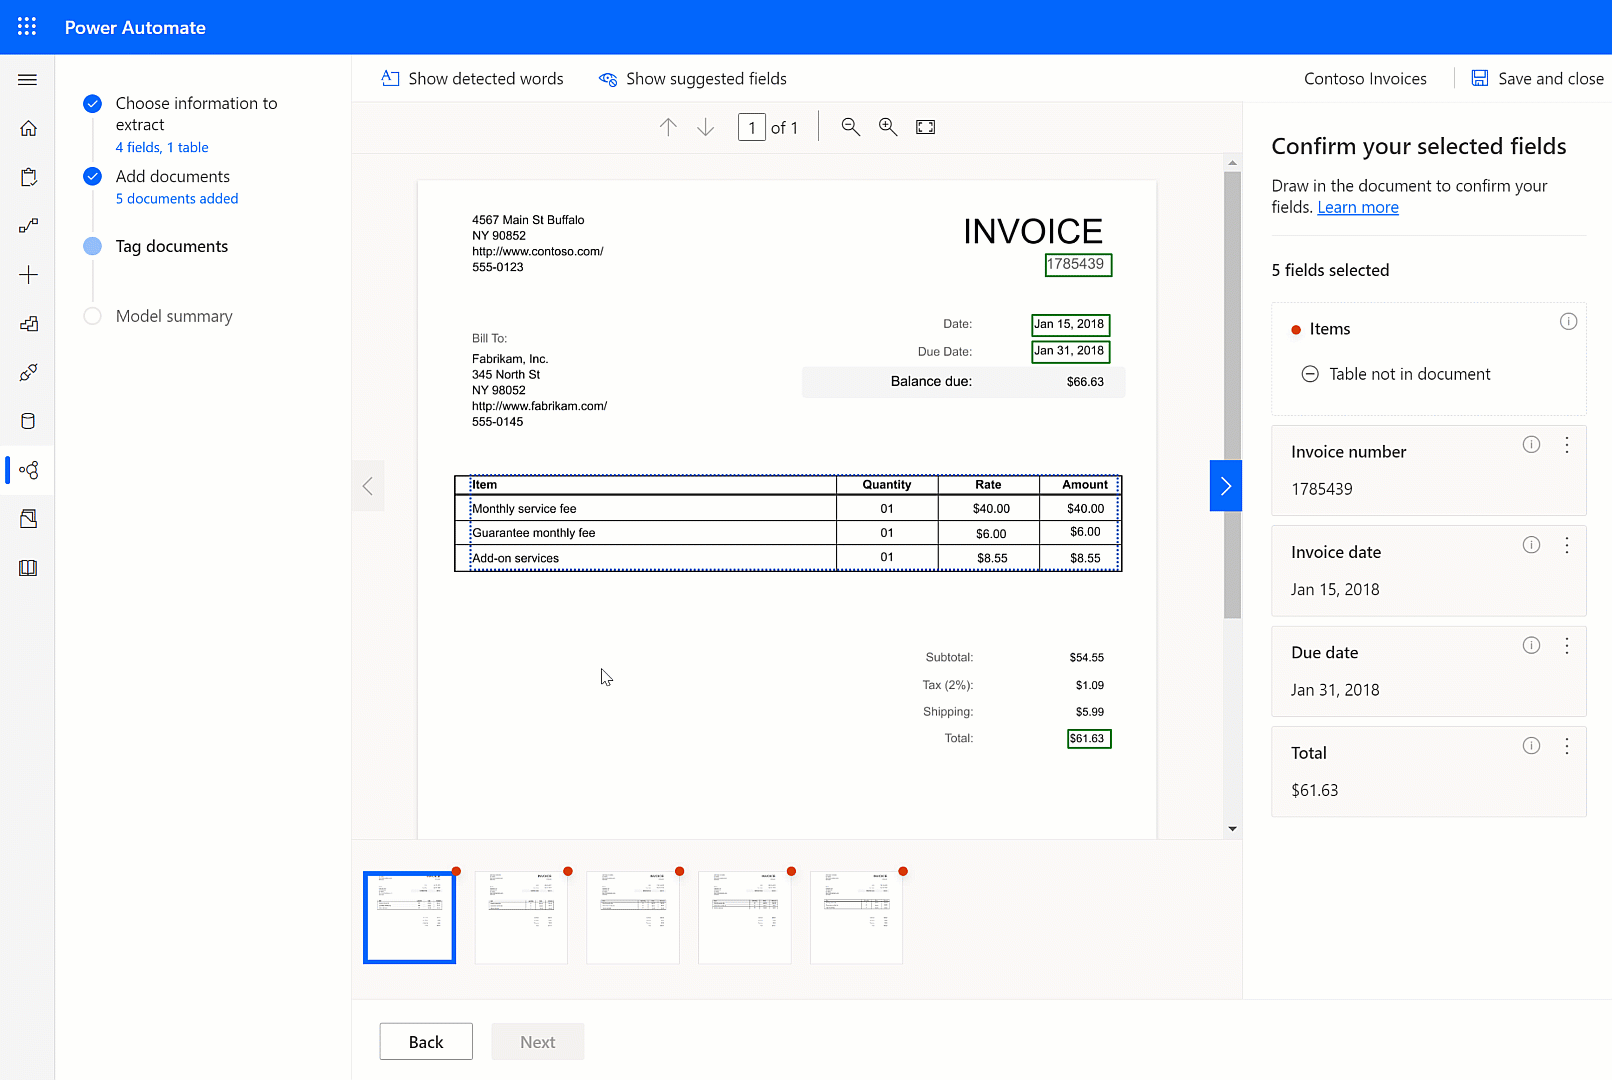 Power Automate
Choose information to
extract
4 fields, 1 table
Add documents
5 documents added
Tag documents
Model summary
Show detected words
Show suggested fields
Contoso Invoices
Save and close
1 of 1
4567 Main St Buffalo
NY 90852
http://www.contoso.com/
555-0123
INVOICE
1785439
Date: Jan 15, 2018
Due Date: Jan 31, 2018
Balance due: $66.63
Bill To:
Fabrikam, Inc.
345 North St
NY 98052
http://www.fabrikam.com/
555-0145
Item Quantity Rate Amount
Monthly service fee 01 $40.00 $40.00
Guarantee monthly fee 01 $6.00 $6.00
Add-on services 01 $8.55 $8.55
Subtotal: $54.55
Tax (2%): $1.09
Shipping: $5.99
Total: $61.63
Confirm your selected fields
Draw in the document to confirm your
fields. Learn more
5 fields selected
Items
Table not in document
Invoice number
1785439
Invoice date
Jan 15, 2018
Due date
Jan 31, 2018
Total
$61.63
Back
Next